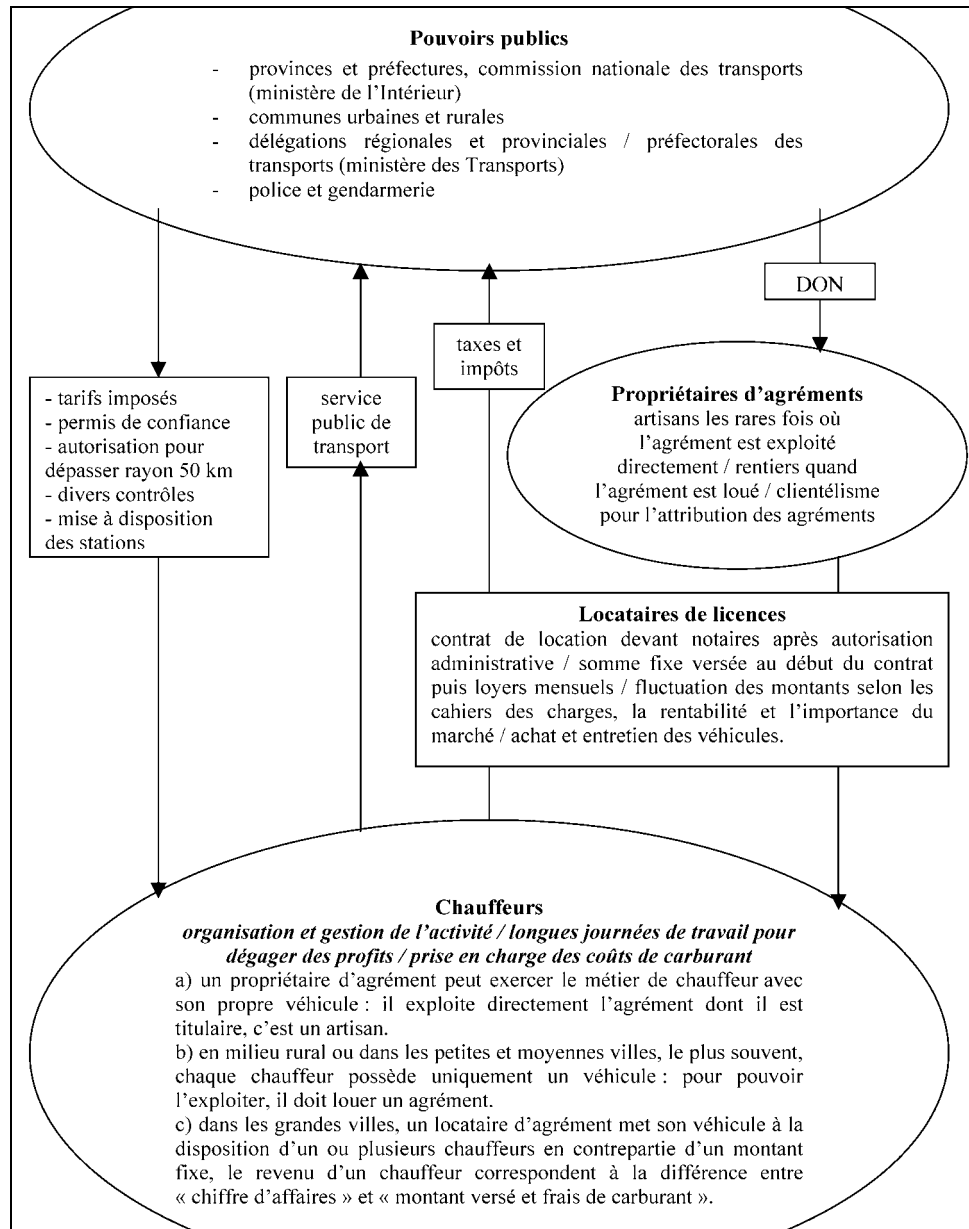 Pouvoirs publics
- provinces et préfectures, commission nationale des transports
(ministère de l'Intérieur)
- communes urbaines et rurales
- délégations régionales et provinciales / préfectorales des
transports (ministère des Transports)
- police et gendarmerie
DON
taxes et
impôts
- tarifs imposés
- permis de confiance
- autorisation pour
dépasser rayon 50 km
- divers contrôles
- mise à disposition
des stations
service
public de
transport
Propriétaires d'agréments
artisans les rares fois où
l'agrément est exploité
directement / rentiers quand
l'agrément est loué / clientélisme
pour l'attribution des agréments
Locataires de licences
contrat de location devant notaires après autorisation
administrative / somme fixe versée au début du contrat
puis loyers mensuels / fluctuation des montants selon les
cahiers des charges, la rentabilité et l'importance du
marché / achat et entretien des véhicules.
Chauffeurs
organisation et gestion de l'activité / longues journées de travail pour
dégager des profits / prise en charge des coûts de carburant
a) un propriétaire d'agrément peut exercer le métier de chauffeur avec
son propre véhicule : il exploite directement l'agrément dont il est
titulaire, c'est un artisan.
b) en milieu rural ou dans les petites et moyennes villes, le plus souvent,
chaque chauffeur possède uniquement un véhicule : pour pouvoir
l'exploiter, il doit louer un agrément.
c) dans les grandes villes, un locataire d'agrément met son véhicule à la
disposition d'un ou plusieurs chauffeurs en contrepartie d'un montant
fixe, le revenu d'un chauffeur correspondent à la différence entre
« chiffre d'affaires » et « montant versé et frais de carburant ».